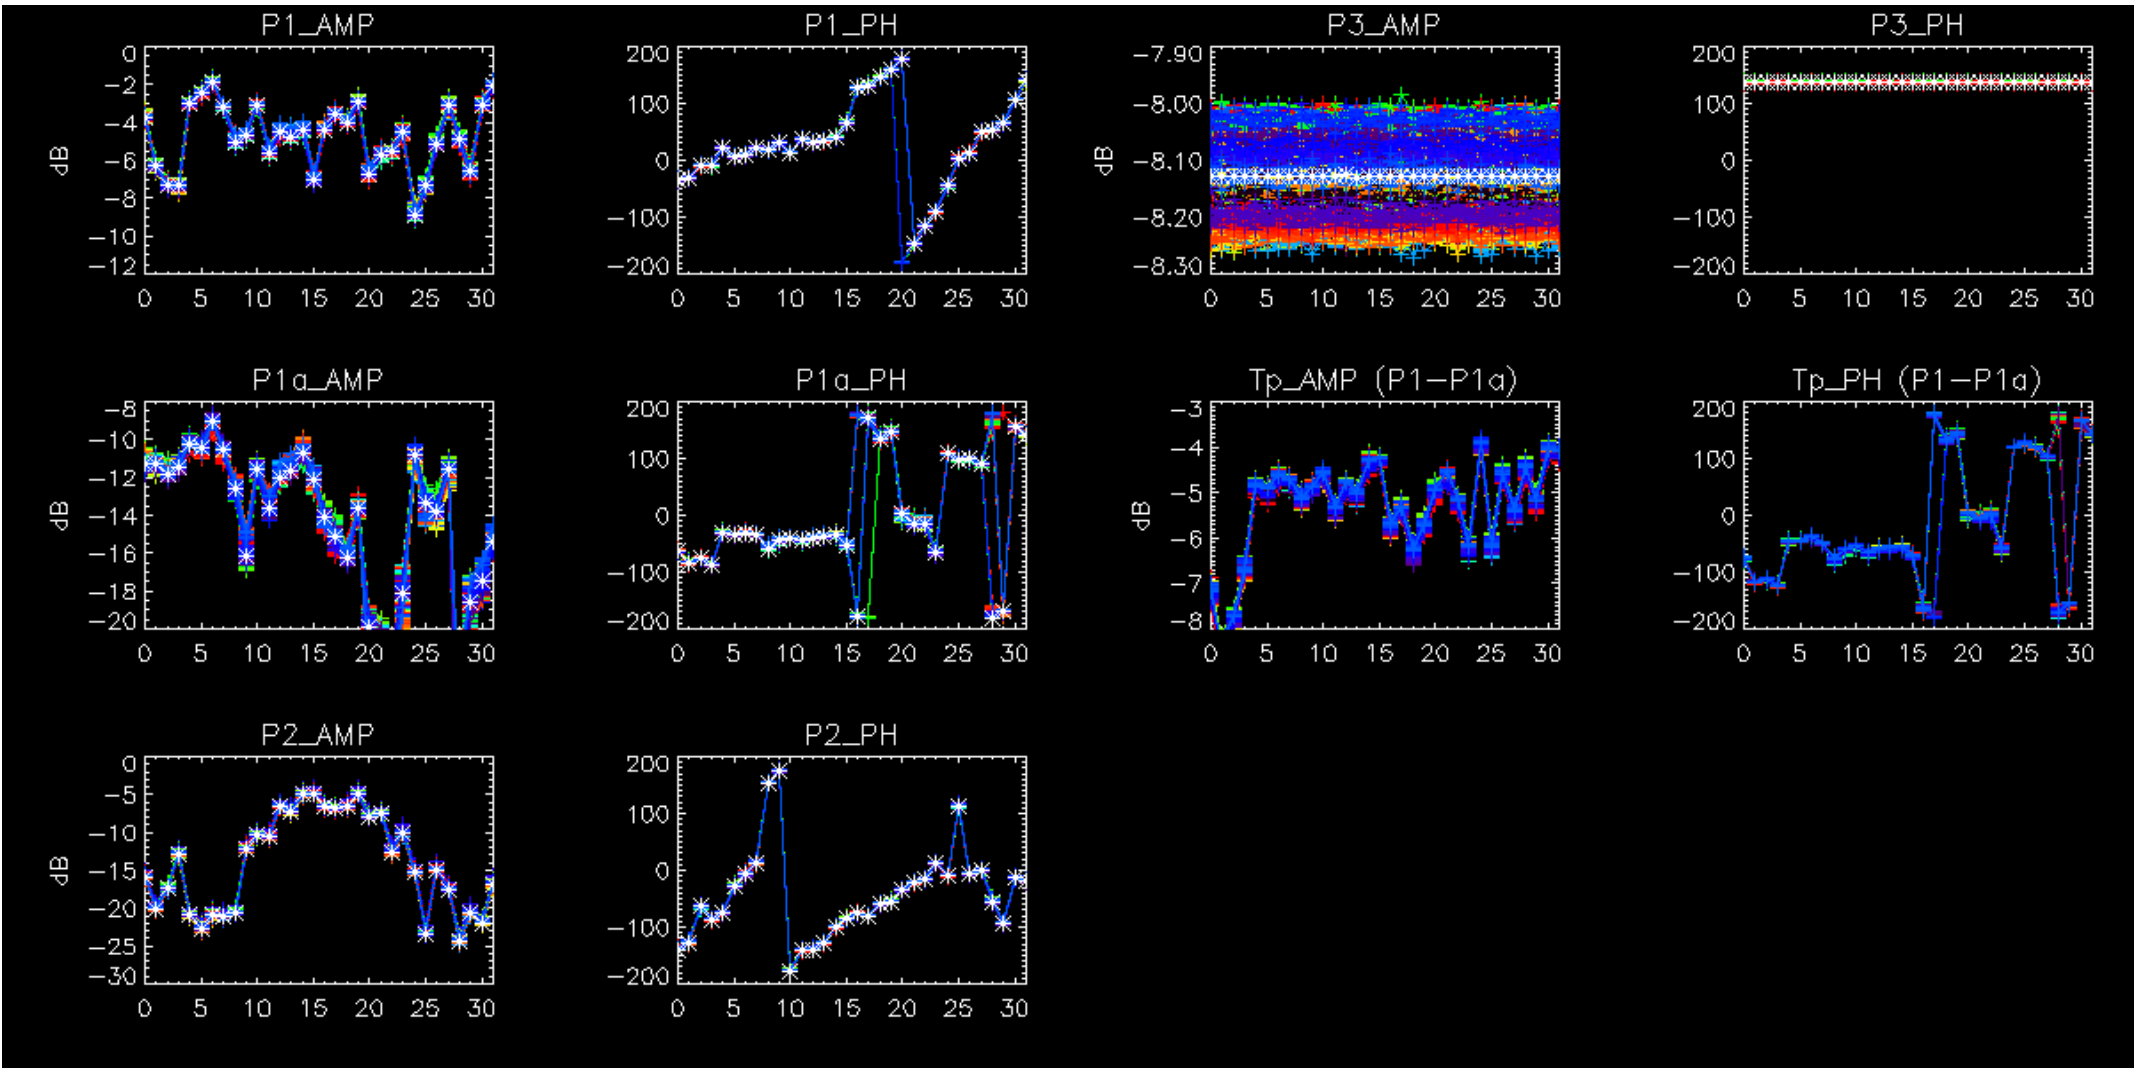 P1_AMP
0
−2
−4
−6
−8
−10
−12
dB
0 5 10 15 20 25 30
P1_PH
200
100
0
−100
−200
0 5 10 15 20 25 30
P3_AMP
−7.90
−8.00
−8.10
−8.20
−8.30
dB
0 5 10 15 20 25 30
P3_PH
200
100
0
−100
−200
0 5 10 15 20 25 30
P1a_AMP
−8
−10
−12
−14
−16
−18
−20
dB
0 5 10 15 20 25 30
P1a_PH
200
100
0
−100
−200
0 5 10 15 20 25 30
Tp_AMP (P1−P1a)
−3
−4
−5
−6
−7
−8
dB
0 5 10 15 20 25 30
Tp_PH (P1−P1a)
200
100
0
−100
−200
0 5 10 15 20 25 30
P2_AMP
0
−5
−10
−15
−20
−25
−30
dB
0 5 10 15 20 25 30
P2_PH
200
100
0
−100
−200
0 5 10 15 20 25 30